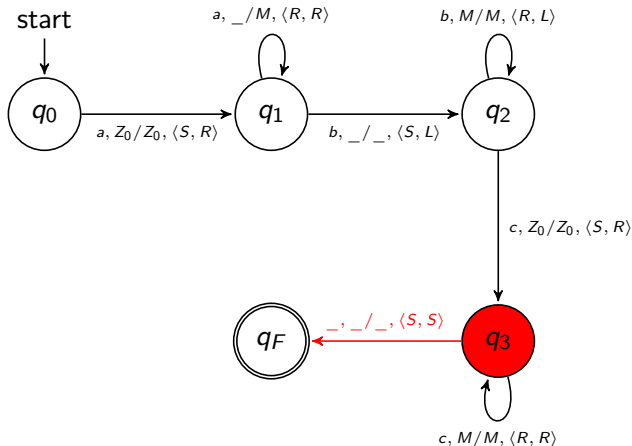 start
a, _/M, ⟨R, R⟩
b, M/M, ⟨R, L⟩
q0
q1
q2
a, Z0/Z0, ⟨S, R⟩
b, _/_, ⟨S, L⟩
c, Z0/Z0, ⟨S, R⟩
_, _/_, ⟨S, S⟩
qF
q3
c, M/M, ⟨R, R⟩